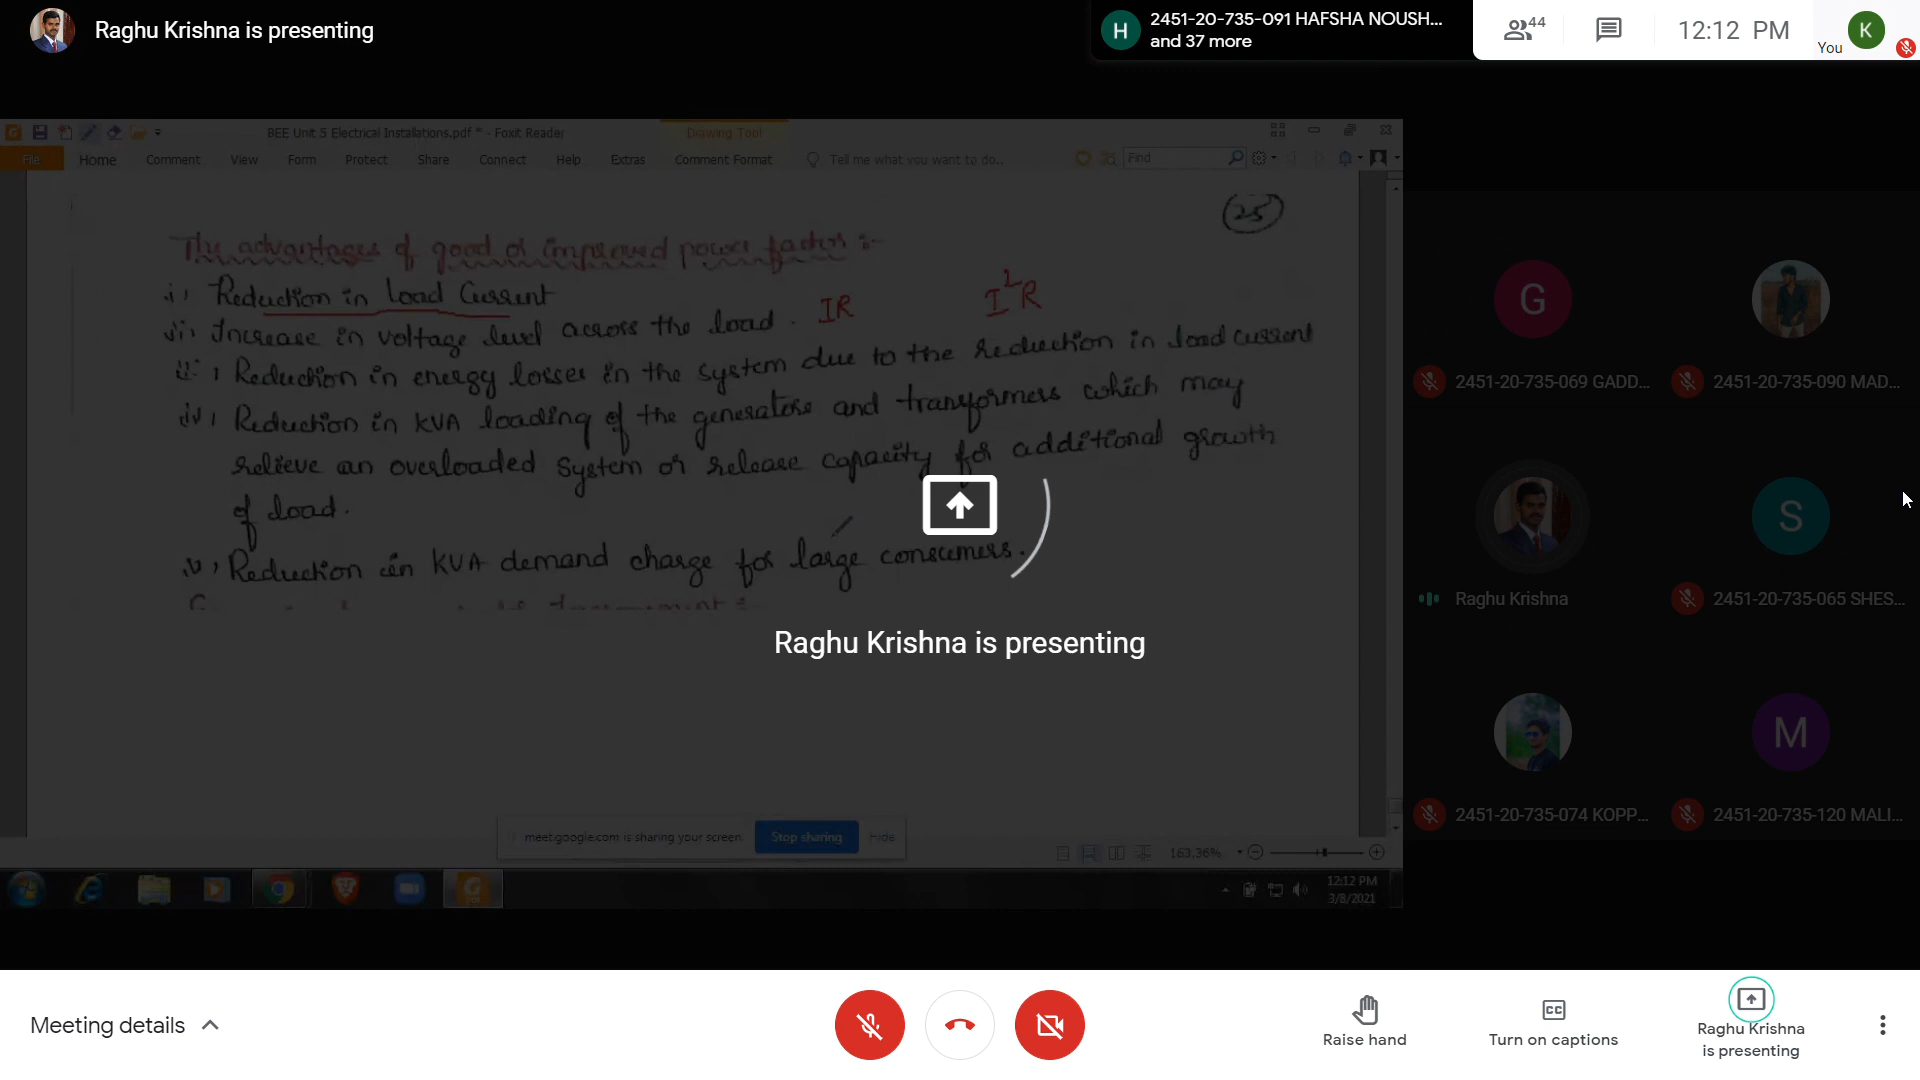 Raghu Krishna is presenting
H
2451-20-735-091 HAFSHA NOUSH...
and 37 more
44
12:12 PM
You
K
BEE Unit 5 Electrical Installations.pdf * - Foxit Reader
Drawing Tool
File
Home
Comment
View
Form
Protect
Share
Connect
Help
Extras
Comment Format
Tell me what you want to do..
Find
25
The advantages of good or improved power factor :-
i) Reduction in Load Current
ii) Increase in voltage level across the load .
IR
I²R
iii) Reduction in energy losses in the system due to the reduction in load current
iv) Reduction in KVA loading of the generators and transformers which may
relieve an overloaded system or release capacity for additional growth
of load.
v) Reduction in KVA demand charge for large consumers.
Raghu Krishna is presenting
meet.google.com is sharing your screen.
Stop sharing
Hide
163.36%
12:12 PM
3/8/2021
G
2451-20-735-069 GADD...
2451-20-735-090 MAD...
Raghu Krishna
S
2451-20-735-065 SHES...
2451-20-735-074 KOPP...
M
2451-20-735-120 MALI...
Meeting details
Raise hand
CC
Turn on captions
Raghu Krishna
is presenting